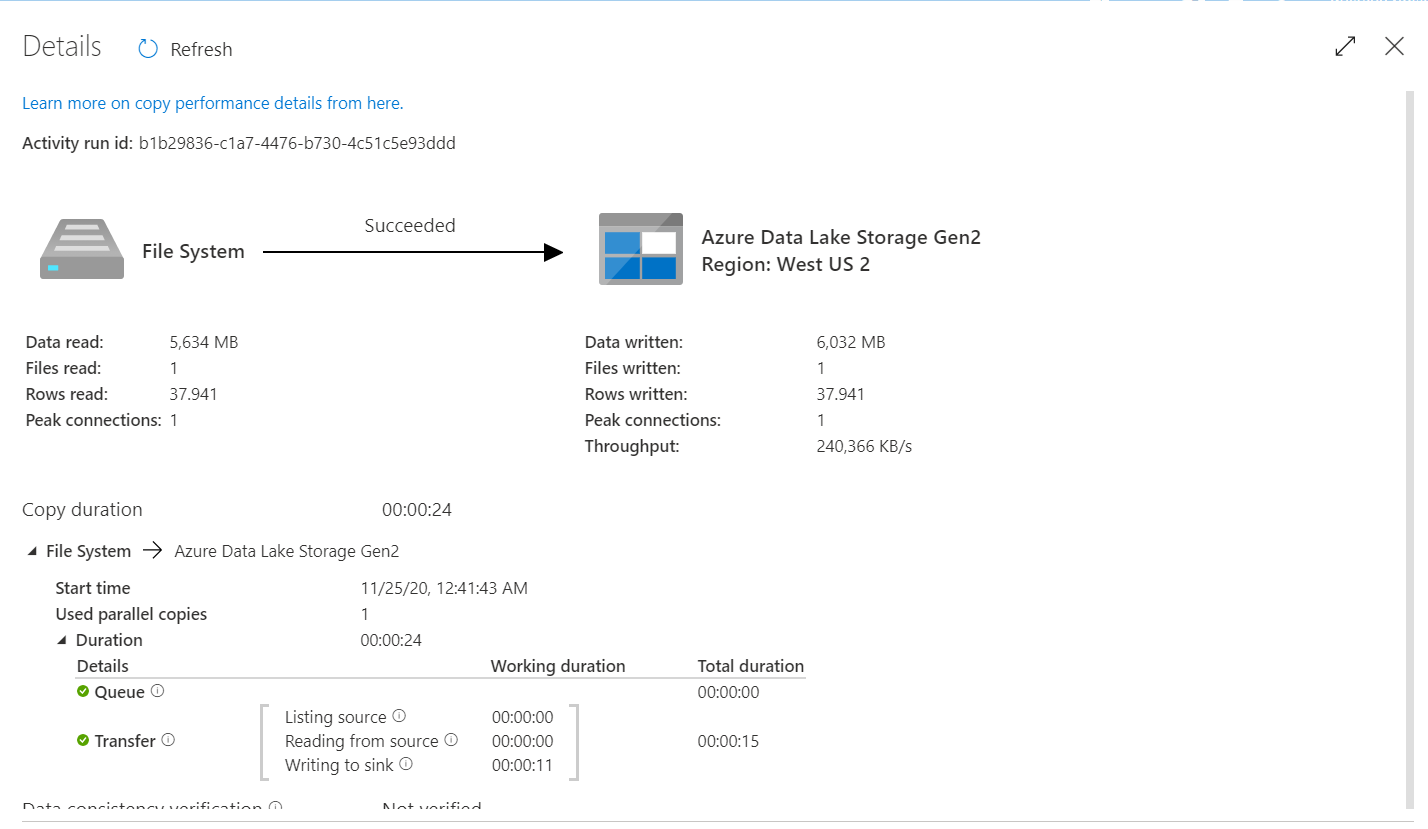 Details Refresh
Learn more on copy performance details from here.
Activity run id: b1b29836-c1a7-4476-b730-4c51c5e93ddd
Succeeded
File System
Azure Data Lake Storage Gen2
Region: West US 2
Data read: 5,634 MB
Files read: 1
Rows read: 37.941
Peak connections: 1
Data written: 6,032 MB
Files written: 1
Rows written: 37.941
Peak connections: 1
Throughput: 240,366 KB/s
Copy duration 00:00:24
File System → Azure Data Lake Storage Gen2
Start time 11/25/20, 12:41:43 AM
Used parallel copies 1
Duration 00:00:24
Details Working duration Total duration
Queue 00:00:00
Listing source 00:00:00
Transfer Reading from source 00:00:00 00:00:15
Writing to sink 00:00:11
Data consistency verification Not verified